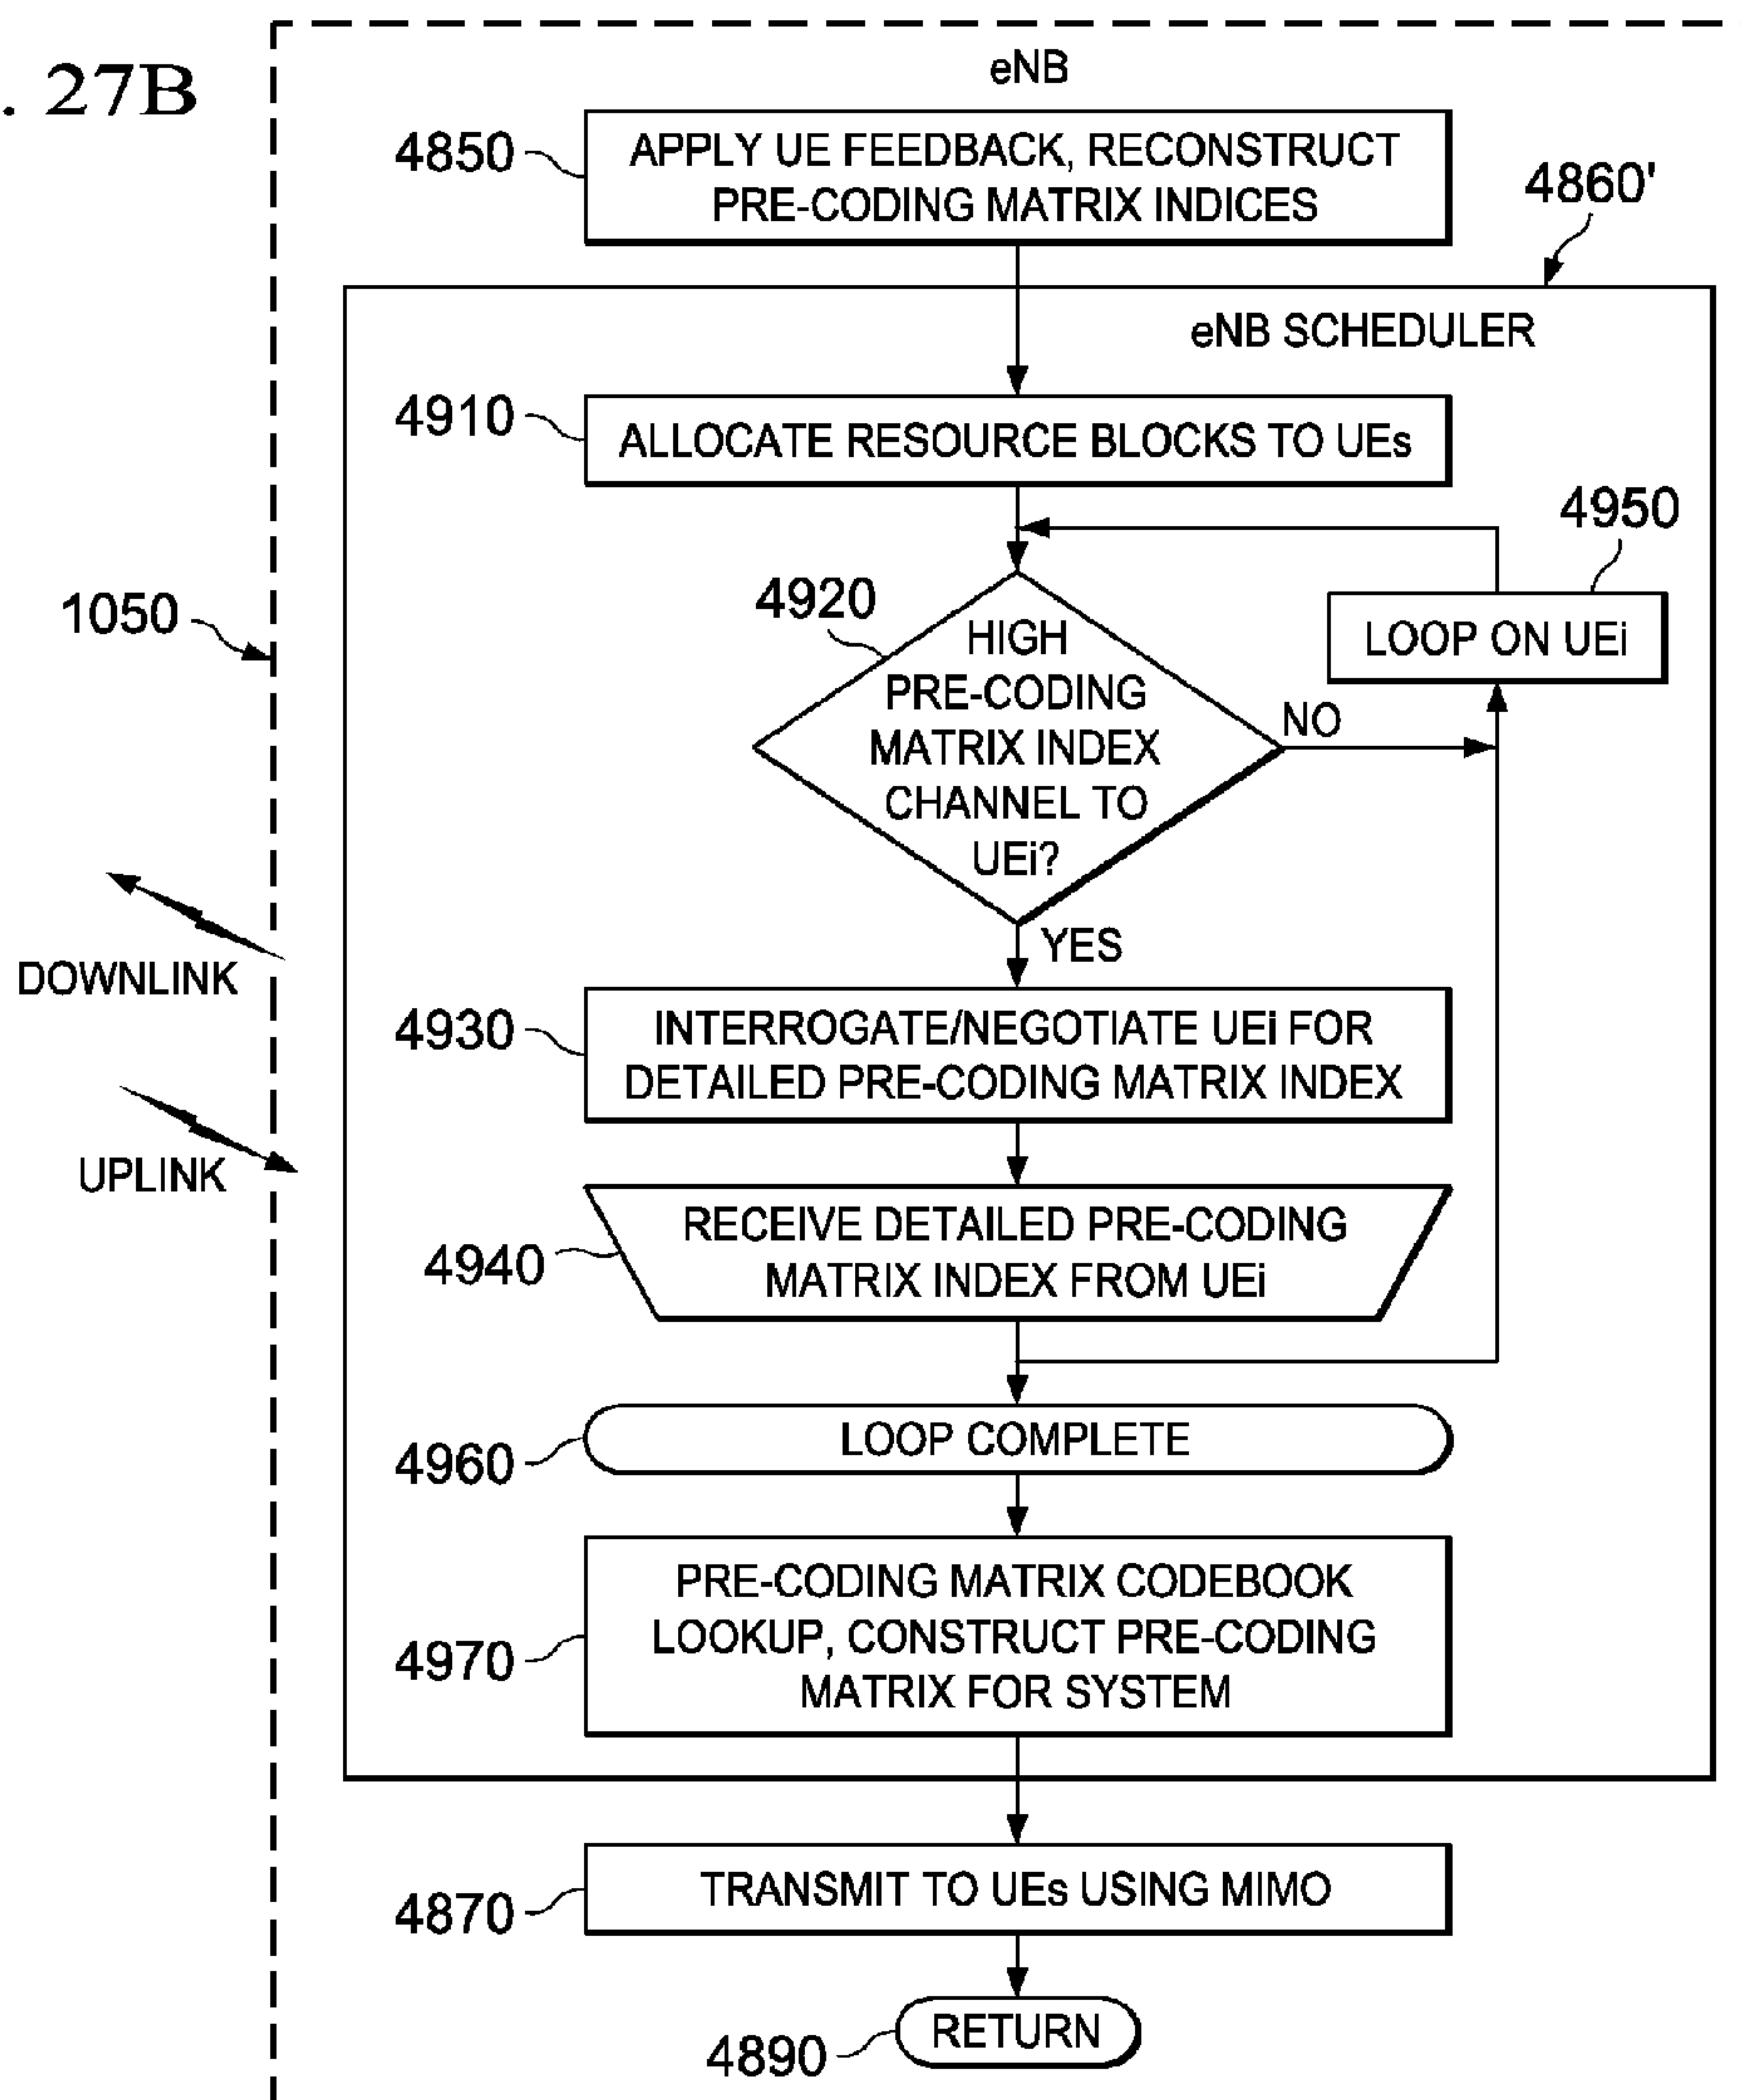 . 27B
eNB
4850
APPLY UE FEEDBACK, RECONSTRUCT
PRE-CODING MATRIX INDICES
4860'
eNB SCHEDULER
4910
ALLOCATE RESOURCE BLOCKS TO UEs
4950
LOOP ON UEi
1050
4920
HIGH
PRE-CODING
MATRIX INDEX
CHANNEL TO
UEi?
NO
YES
DOWNLINK
UPLINK
4930
INTERROGATE/NEGOTIATE UEi FOR
DETAILED PRE-CODING MATRIX INDEX
4940
RECEIVE DETAILED PRE-CODING
MATRIX INDEX FROM UEi
4960
LOOP COMPLETE
4970
PRE-CODING MATRIX CODEBOOK
LOOKUP, CONSTRUCT PRE-CODING
MATRIX FOR SYSTEM
4870
TRANSMIT TO UEs USING MIMO
4890
RETURN